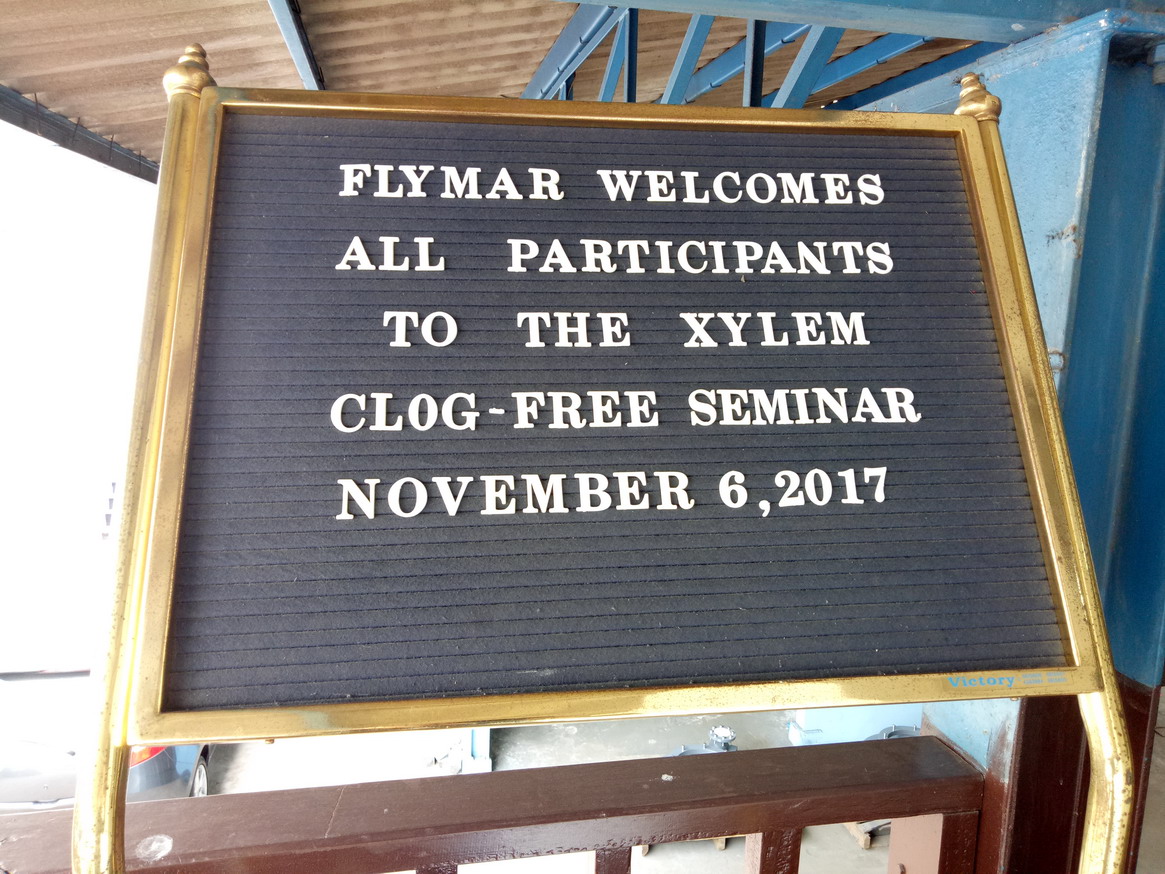 FLYMAR WELCOMES
ALL PARTICIPANTS
TO THE XYLEM
CLOG-FREE SEMINAR
NOVEMBER 6,2017
Victory